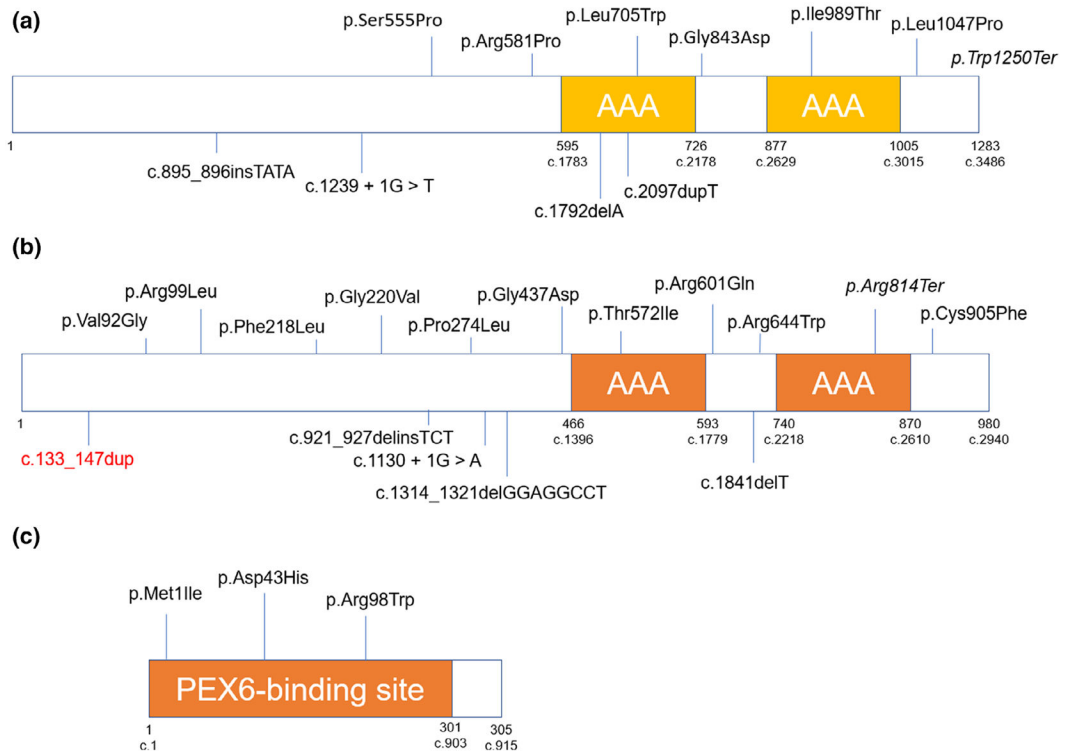 (a)
p.Ser555Pro
p.Arg581Pro
p.Leu705Trp
p.Gly843Asp
p.Ile989Thr
p.Leu1047Pro
p.Trp1250Ter
AAA
AAA
1
595
c.1783
726
c.2178
877
c.2629
1005
c.3015
1283
c.3486
c.895_896insTATA
c.1239 + 1G > T
c.1792delA
c.2097dupT
(b)
p.Val92Gly
p.Arg99Leu
p.Phe218Leu
p.Gly220Val
p.Pro274Leu
p.Gly437Asp
p.Thr572Ile
p.Arg601Gln
p.Arg644Trp
p.Arg814Ter
p.Cys905Phe
AAA
AAA
1
466
c.1396
593
c.1779
740
c.2218
870
c.2610
980
c.2940
c.133_147dup
c.921_927delinsTCT
c.1130 + 1G > A
c.1314_1321delGGAGGCCT
c.1841delT
(c)
p.Met1Ile
p.Asp43His
p.Arg98Trp
PEX6-binding site
1
c.1
301
c.903
305
c.915